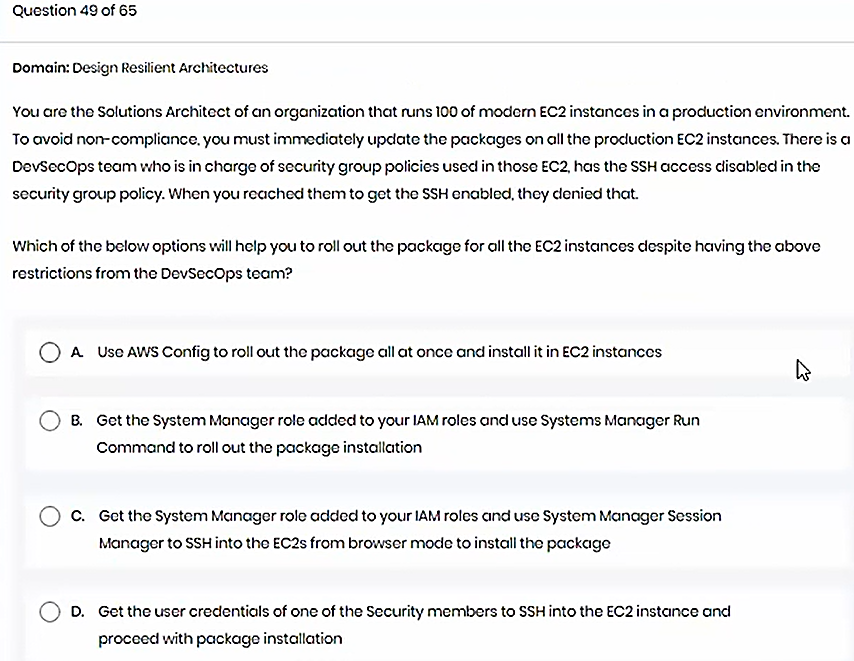 Question 49 of 65
Domain: Design Resilient Architectures
You are the Solutions Architect of an organization that runs 100 of modern EC2 instances in a production environment.
To avoid non-compliance, you must immediately update the packages on all the production EC2 instances. There is a
DevSecOps team who is in charge of security group policies used in those EC2, has the SSH access disabled in the
security group policy. When you reached them to get the SSH enabled, they denied that.
Which of the below options will help you to roll out the package for all the EC2 instances despite having the above
restrictions from the DevSecOps team?
A. Use AWS Config to roll out the package all at once and install it in EC2 instances
B. Get the System Manager role added to your IAM roles and use Systems Manager Run
Command to roll out the package installation
C. Get the System Manager role added to your IAM roles and use System Manager Session
Manager to SSH into the EC2s from browser mode to install the package
D. Get the user credentials of one of the Security members to SSH into the EC2 instance and
proceed with package installation